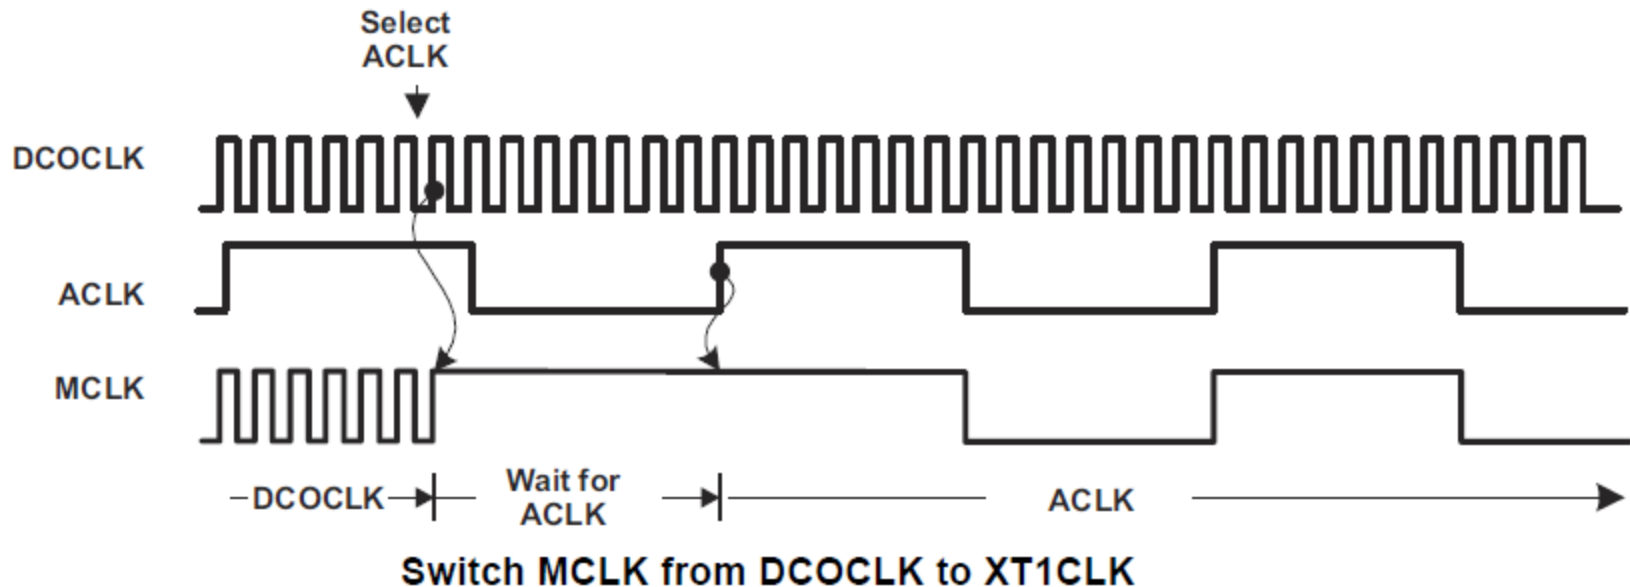 Select
ACLK
DCOCLK
ACLK
MCLK
DCOCLK
Wait for
ACLK
ACLK
Switch MCLK from DCOCLK to XT1CLK